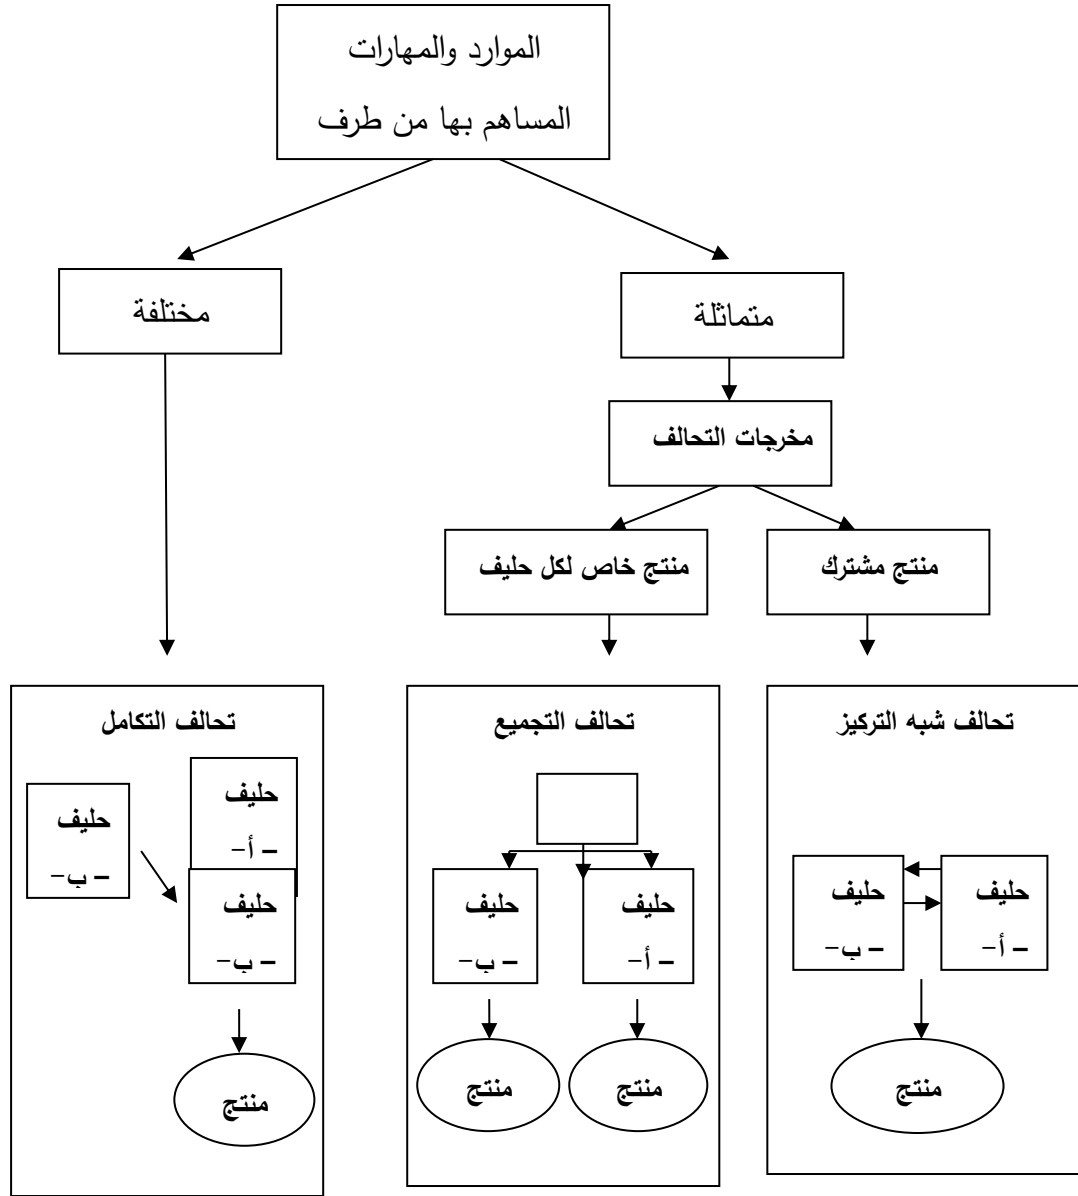 الموارد والمهارات
المساهم بها من طرف
متماثلة
مختلفة
مخرجات التحالف
منتج مشترك
منتج خاص لكل حليف
تحالف شبه التركيز
حليف
– أ-
حليف
– ب-
منتج
تحالف التجميع
حليف
– أ-
حليف
– ب-
منتج
منتج
تحالف التكامل
حليف
– أ-
حليف
– ب-
حليف
– ب-
منتج